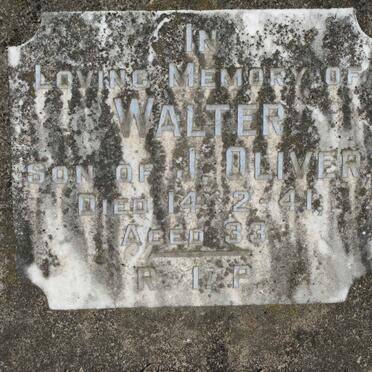 IN
LOVING MEMORY OF
WALTER
SON OF J. OLIVER,
DIED 14-2-41,
AGED 33
R.I.P.